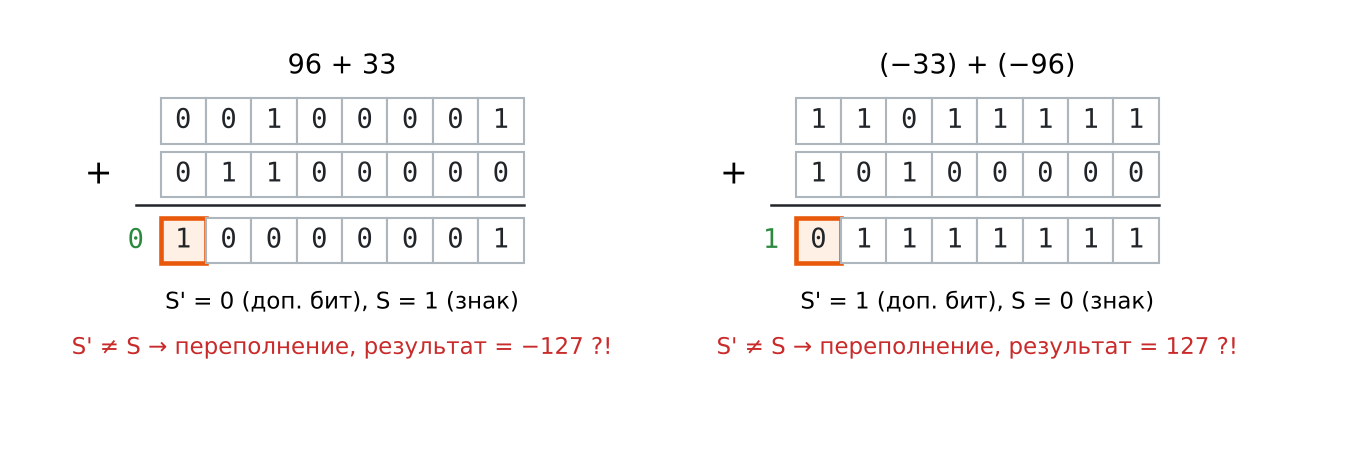 96 + 33
0 0 1 0 0 0 0 1
+ 0 1 1 0 0 0 0 0
0 1 0 0 0 0 0 0 1
S' = 0 (доп. бит), S = 1 (знак)
S' ≠ S → переполнение, результат = −127 ?!
(−33) + (−96)
1 1 0 1 1 1 1 1
+ 1 0 1 0 0 0 0 0
1 0 1 1 1 1 1 1 1
S' = 1 (доп. бит), S = 0 (знак)
S' ≠ S → переполнение, результат = 127 ?!